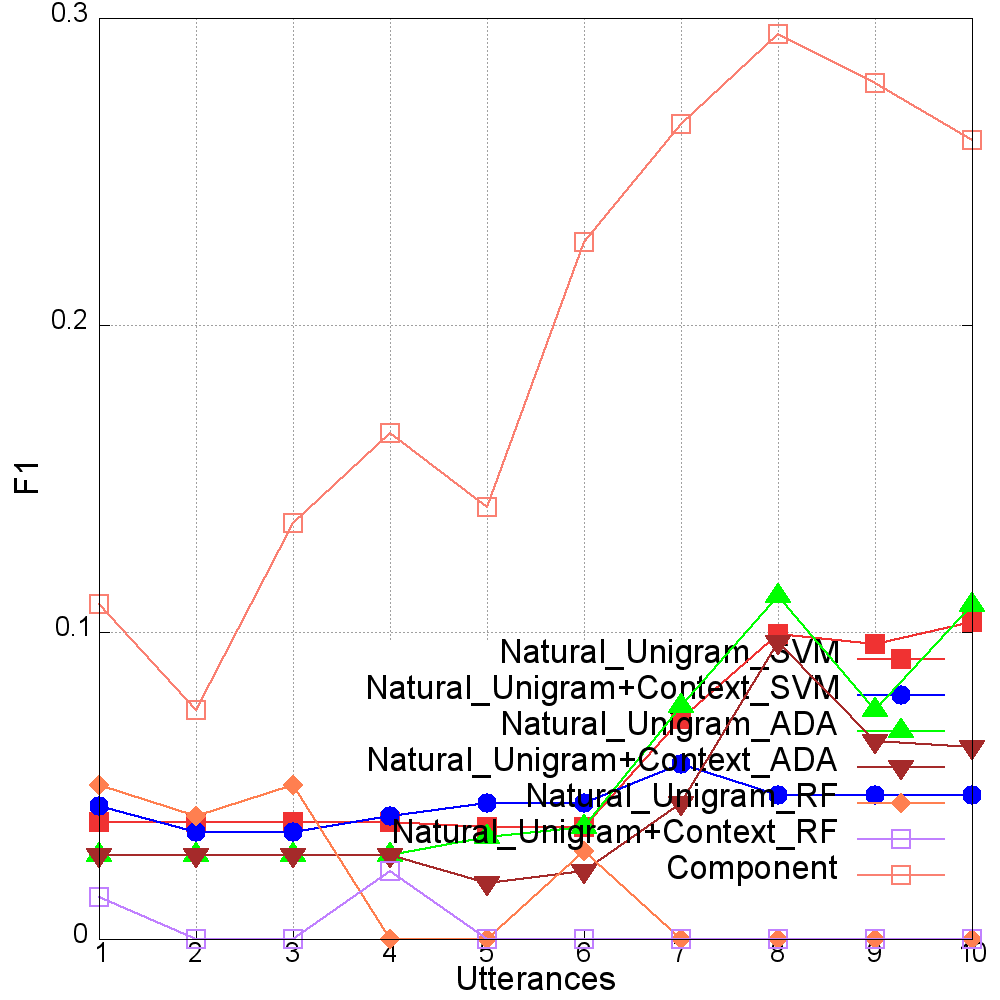 0.3
0.2
0.1
0
F1
Natural_Unigram_SVM
Natural_Unigram+Context_SVM
Natural_Unigram_ADA
Natural_Unigram+Context_ADA
Natural_Unigram_RF
Natural_Unigram+Context_RF
Component
1 2 3 4 5 6 7 8 9 10
Utterances